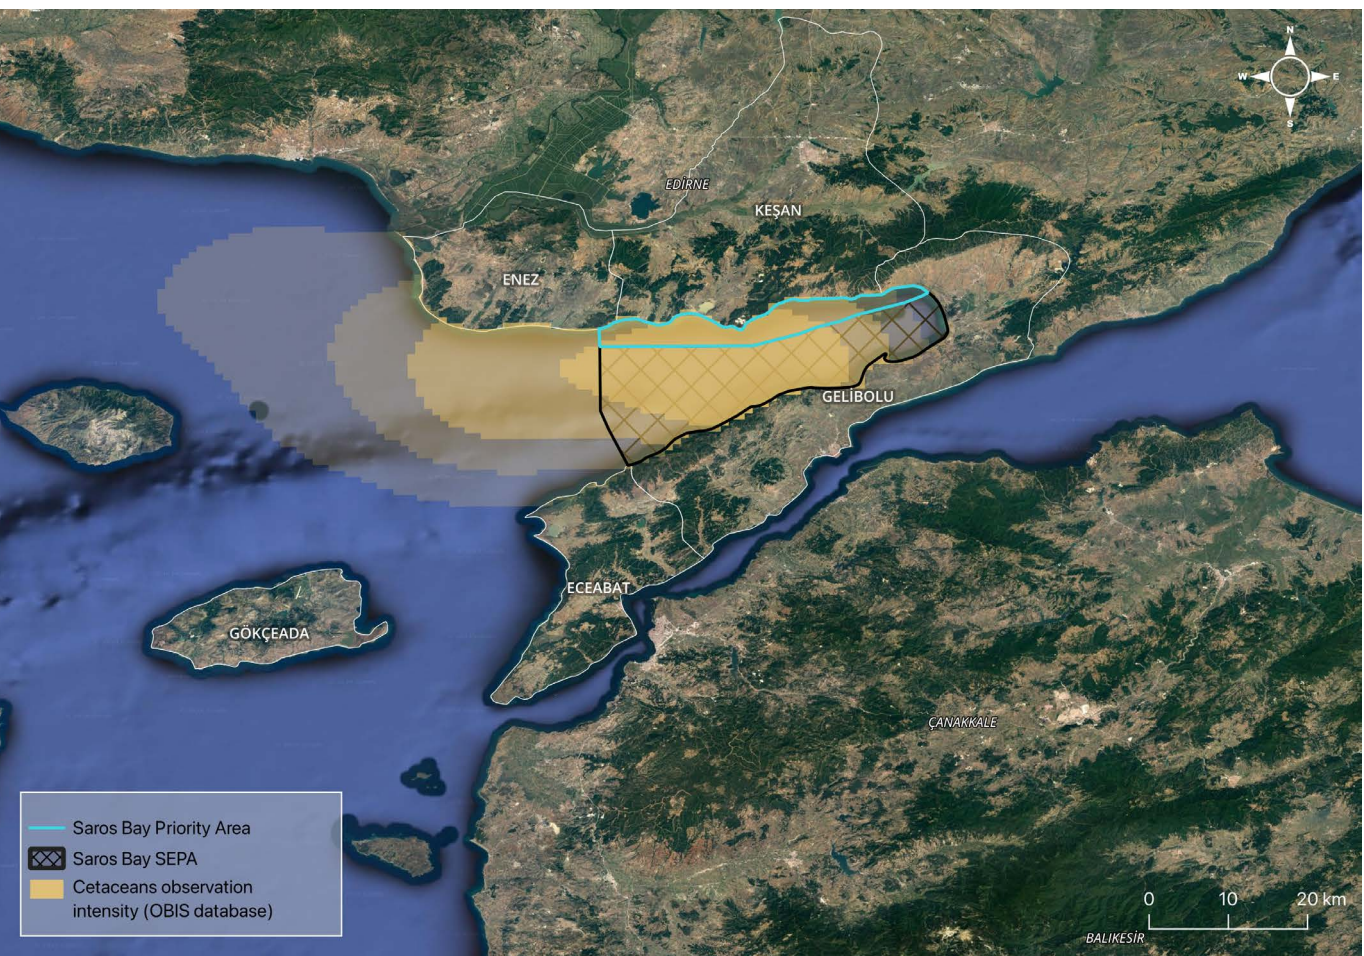 N
W
E
S
EDİRNE
KEŞAN
ENEZ
GELİBOLU
ECEABAT
GÖKÇEADA
ÇANAKKALE
Saros Bay Priority Area
Saros Bay SEPA
Cetaceans observation
intensity (OBIS database)
0 10 20 km
BALIKESİR